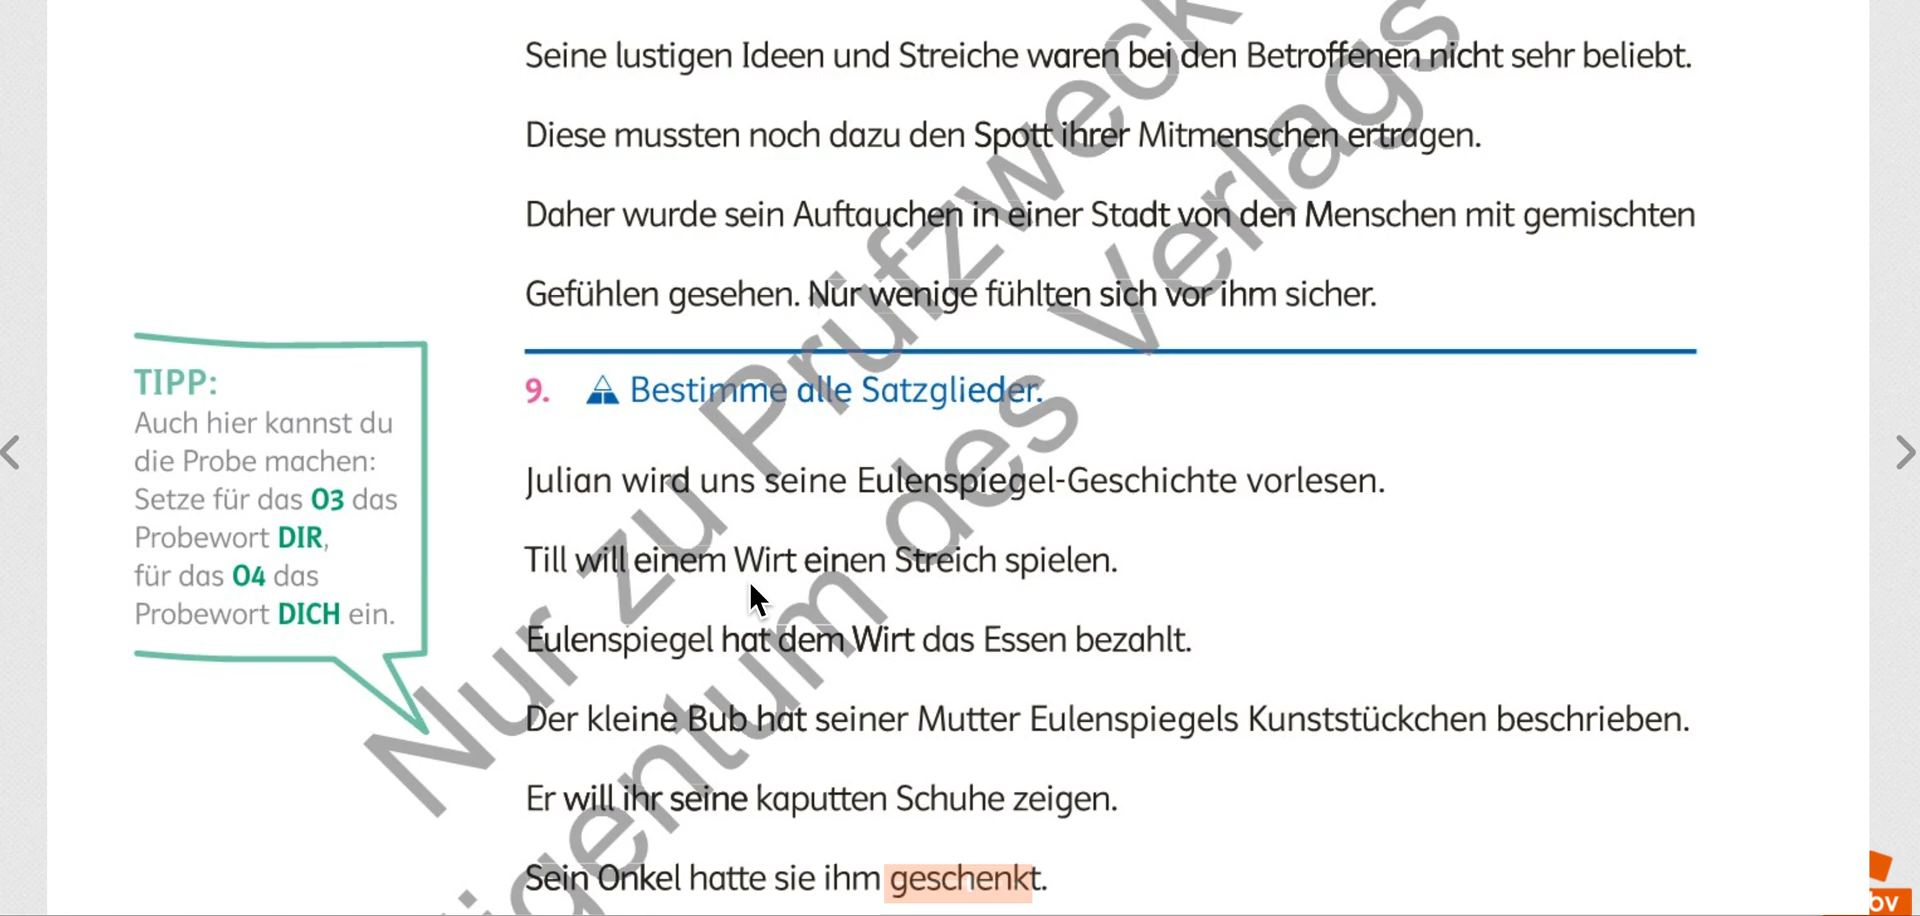 Seine lustigen Ideen und Streiche waren bei den Betroffenen nicht sehr beliebt.
Diese mussten noch dazu den Spott ihrer Mitmenschen ertragen.
Daher wurde sein Auftauchen in einer Stadt von den Menschen mit gemischten
Gefühlen gesehen. Nur wenige fühlten sich vor ihm sicher.
TIPP:
Auch hier kannst du
die Probe machen:
Setze für das O3 das
Probewort DIR,
für das O4 das
Probewort DICH ein.
9. Bestimme alle Satzglieder.
Julian wird uns seine Eulenspiegel-Geschichte vorlesen.
Till will einem Wirt einen Streich spielen.
Eulenspiegel hat dem Wirt das Essen bezahlt.
Der kleine Bub hat seiner Mutter Eulenspiegels Kunststückchen beschrieben.
Er will ihr seine kaputten Schuhe zeigen.
Sein Onkel hatte sie ihm geschenkt.
Nur zu Prüfzweck
igentum des Verlags
bv